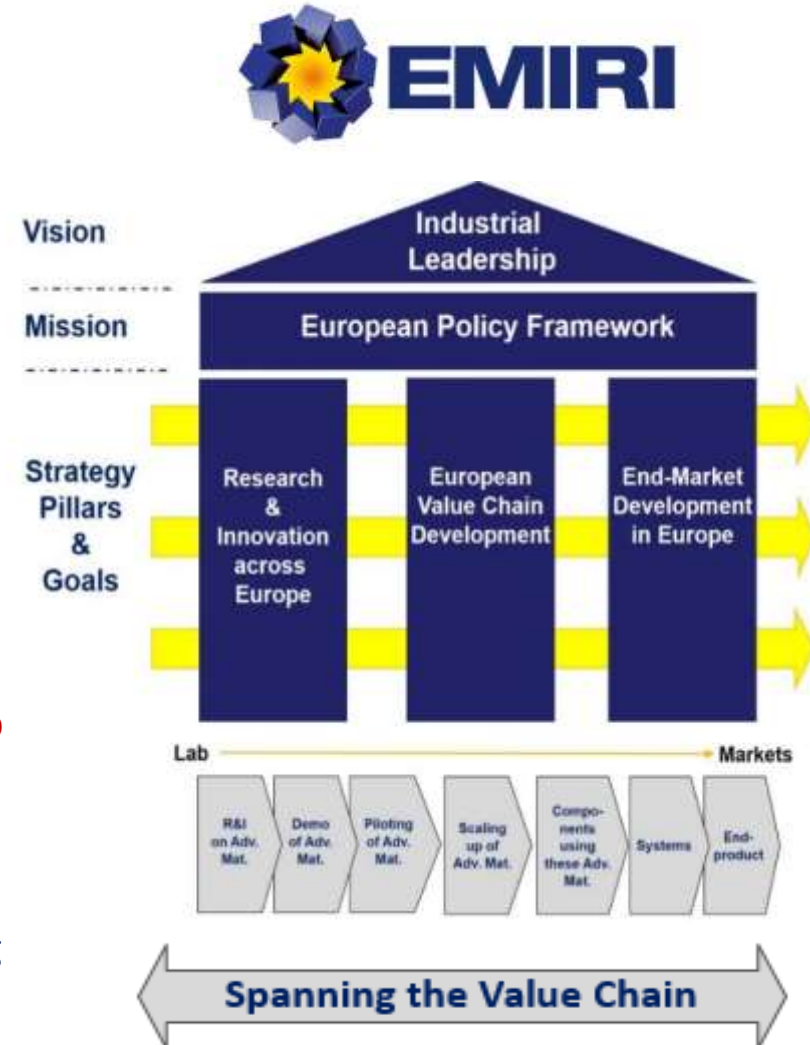 EMIRI
Vision
Industrial
Leadership
Mission
European Policy Framework
Strategy
Pillars
&
Goals
Research
&
Innovation
across
Europe
European
Value Chain
Development
End-Market
Development
in Europe
Lab
Markets
R&I
on Adv.
Mat.
Demo
of Adv.
Mat.
Piloting
of Adv.
Mat.
Scaling
up of
Adv. Mat.
Compo-
nents
using
these Adv.
Mat.
Systems
End-
product
Spanning the Value Chain